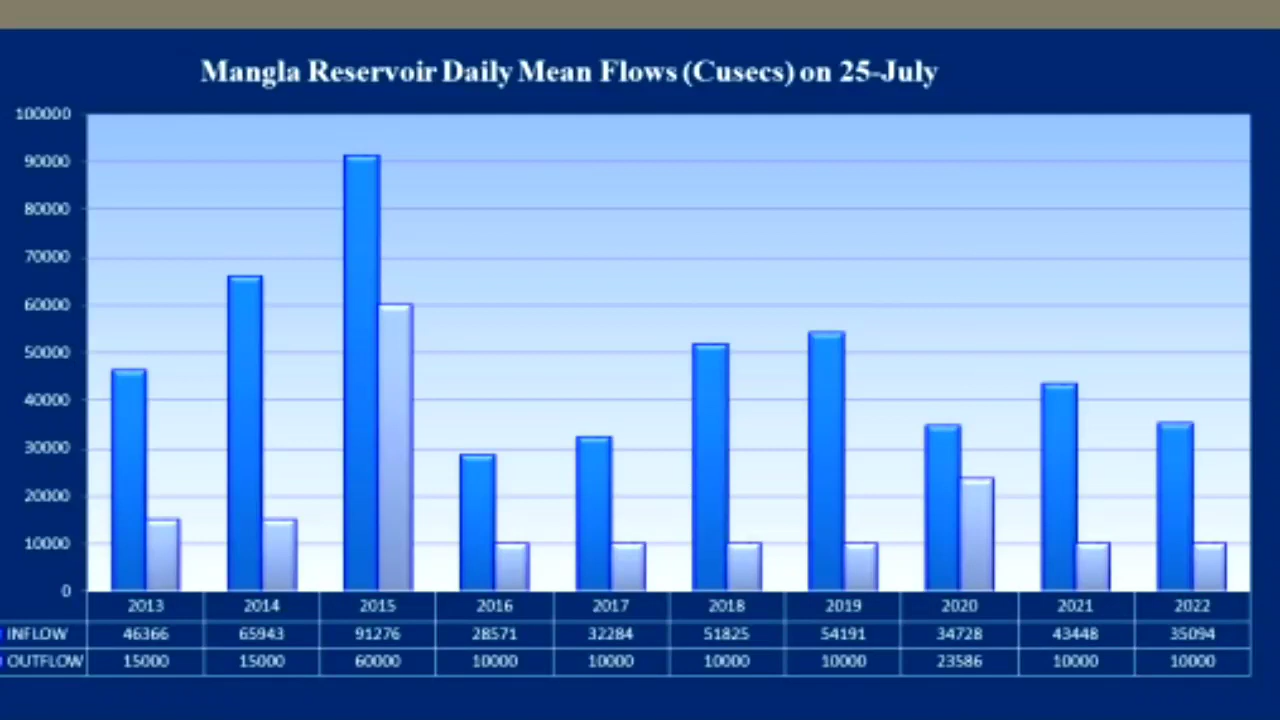 Mangla Reservoir Daily Mean Flows (Cusecs) on 25-July
100000
90000
80000
70000
60000
50000
40000
30000
20000
10000
0
2013 2014 2015 2016 2017 2018 2019 2020 2021 2022
INFLOW 46366 65943 91276 28571 32284 51825 54191 34728 43448 35094
OUTFLOW 15000 15000 60000 10000 10000 10000 10000 23586 10000 10000